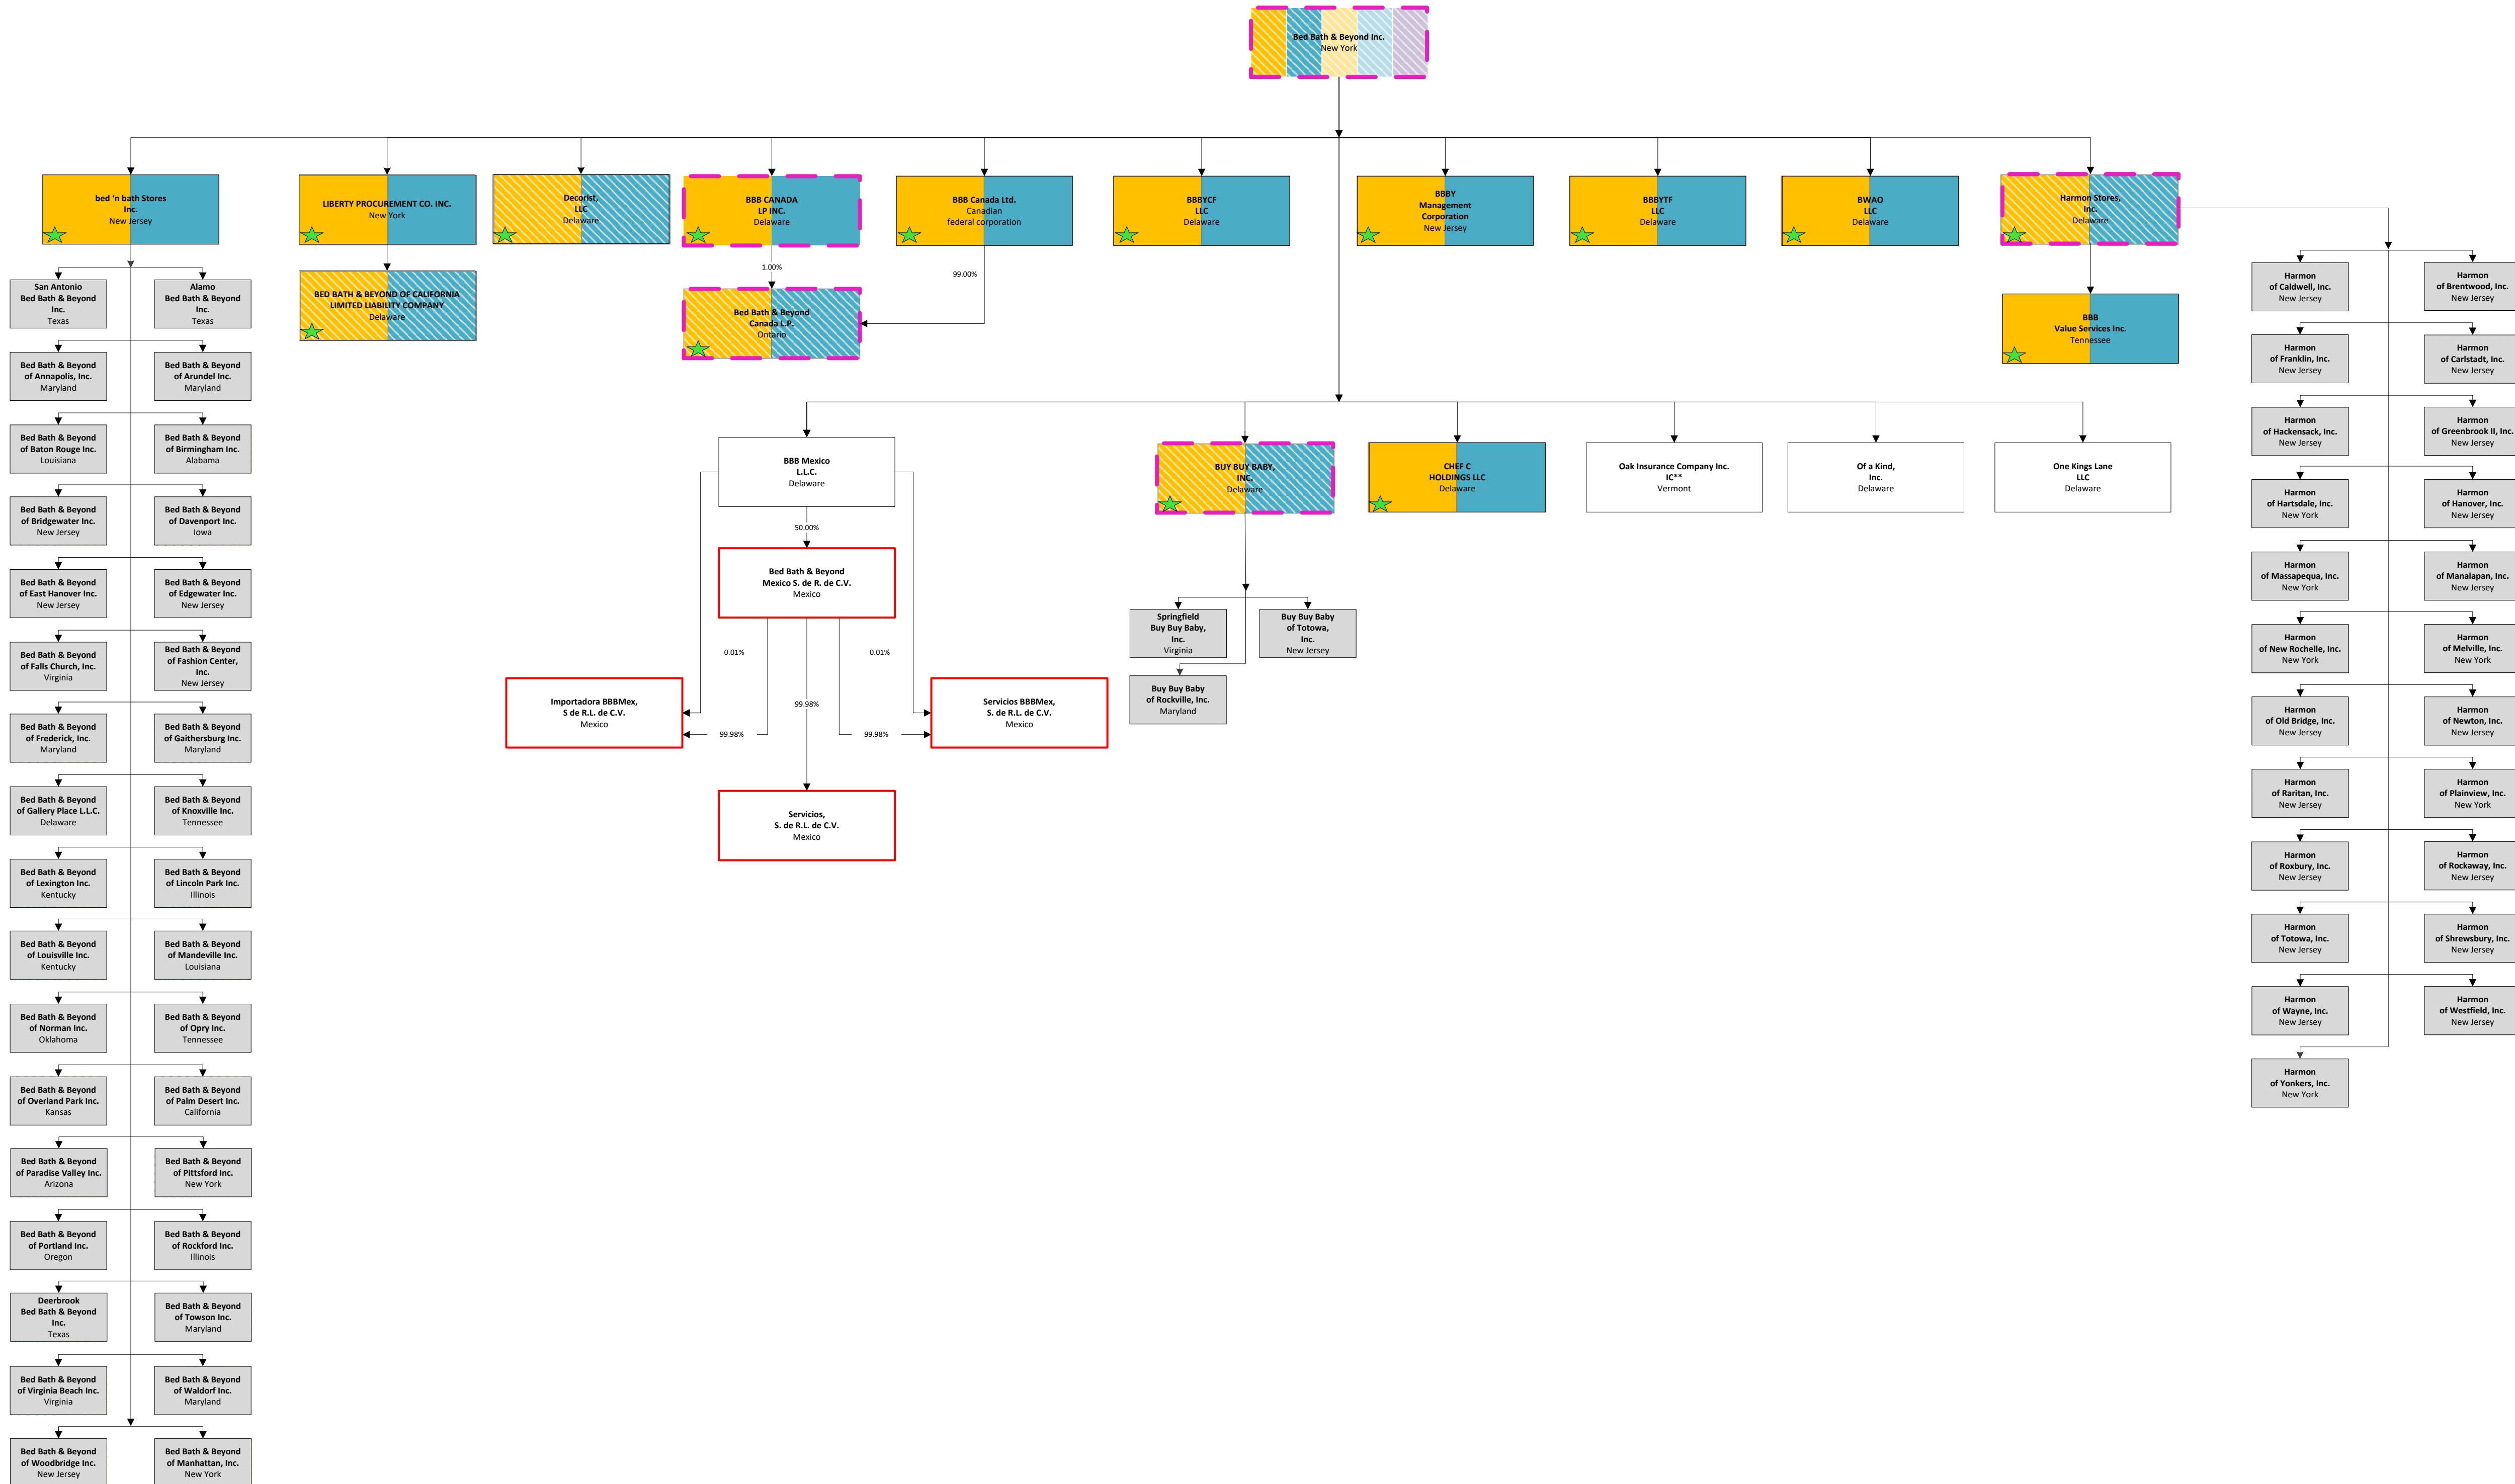 Bed Bath & Beyond Inc.
New York
bed 'n bath Stores
Inc.
New Jersey
LIBERTY PROCUREMENT CO. INC.
New York
Decorist,
LLC
Delaware
BBB CANADA
LP INC.
Delaware
BBB Canada Ltd.
Canadian
federal corporation
BBBYCF
LLC
Delaware
BBBY
Management
Corporation
New Jersey
BBBYTF
LLC
Delaware
BWAO
LLC
Delaware
Harmon Stores,
Inc.
Delaware
1.00%
99.00%
BED BATH & BEYOND OF CALIFORNIA
LIMITED LIABILITY COMPANY
Delaware
Bed Bath & Beyond
Canada L.P.
Ontario
BBB
Value Services Inc.
Tennessee
San Antonio
Bed Bath & Beyond
Inc.
Texas
Alamo
Bed Bath & Beyond
Inc.
Texas
Bed Bath & Beyond
of Annapolis, Inc.
Maryland
Bed Bath & Beyond
of Arundel Inc.
Maryland
Bed Bath & Beyond
of Baton Rouge Inc.
Louisiana
Bed Bath & Beyond
of Birmingham Inc.
Alabama
Bed Bath & Beyond
of Bridgewater Inc.
New Jersey
Bed Bath & Beyond
of Davenport Inc.
Iowa
Bed Bath & Beyond
of East Hanover Inc.
New Jersey
Bed Bath & Beyond
of Edgewater Inc.
New Jersey
Bed Bath & Beyond
of Falls Church, Inc.
Virginia
Bed Bath & Beyond
of Fashion Center,
Inc.
New Jersey
Bed Bath & Beyond
of Frederick, Inc.
Maryland
Bed Bath & Beyond
of Gaithersburg Inc.
Maryland
Bed Bath & Beyond
of Gallery Place L.L.C.
Delaware
Bed Bath & Beyond
of Knoxville Inc.
Tennessee
Bed Bath & Beyond
of Lexington Inc.
Kentucky
Bed Bath & Beyond
of Lincoln Park Inc.
Illinois
Bed Bath & Beyond
of Louisville Inc.
Kentucky
Bed Bath & Beyond
of Mandeville Inc.
Louisiana
Bed Bath & Beyond
of Norman Inc.
Oklahoma
Bed Bath & Beyond
of Opry Inc.
Tennessee
Bed Bath & Beyond
of Overland Park Inc.
Kansas
Bed Bath & Beyond
of Palm Desert Inc.
California
Bed Bath & Beyond
of Paradise Valley Inc.
Arizona
Bed Bath & Beyond
of Pittsford Inc.
New York
Bed Bath & Beyond
of Portland Inc.
Oregon
Bed Bath & Beyond
of Rockford Inc.
Illinois
Deerbrook
Bed Bath & Beyond
Inc.
Texas
Bed Bath & Beyond
of Towson Inc.
Maryland
Bed Bath & Beyond
of Virginia Beach Inc.
Virginia
Bed Bath & Beyond
of Waldorf Inc.
Maryland
Bed Bath & Beyond
of Woodbridge Inc.
New Jersey
Bed Bath & Beyond
of Manhattan, Inc.
New York
BBB Mexico
L.L.C.
Delaware
50.00%
Bed Bath & Beyond
Mexico S. de R. de C.V.
Mexico
0.01%
0.01%
Importadora BBBMex,
S de R.L. de C.V.
Mexico
99.98%
Servicios BBBMex,
S. de R.L. de C.V.
Mexico
99.98%
99.98%
Servicios,
S. de R.L. de C.V.
Mexico
BUY BUY BABY,
INC.
Delaware
CHEF C
HOLDINGS LLC
Delaware
Oak Insurance Company Inc.
IC**
Vermont
Of a Kind,
Inc.
Delaware
One Kings Lane
LLC
Delaware
Springfield
Buy Buy Baby,
Inc.
Virginia
Buy Buy Baby
of Totowa,
Inc.
New Jersey
Buy Buy Baby
of Rockville, Inc.
Maryland
Harmon
of Caldwell, Inc.
New Jersey
Harmon
of Brentwood, Inc.
New Jersey
Harmon
of Franklin, Inc.
New Jersey
Harmon
of Carlstadt, Inc.
New Jersey
Harmon
of Hackensack, Inc.
New Jersey
Harmon
of Greenbrook II, Inc.
New Jersey
Harmon
of Hartsdale, Inc.
New York
Harmon
of Hanover, Inc.
New Jersey
Harmon
of Massapequa, Inc.
New York
Harmon
of Manalapan, Inc.
New Jersey
Harmon
of New Rochelle, Inc.
New York
Harmon
of Melville, Inc.
New York
Harmon
of Old Bridge, Inc.
New Jersey
Harmon
of Newton, Inc.
New Jersey
Harmon
of Raritan, Inc.
New Jersey
Harmon
of Plainview, Inc.
New York
Harmon
of Roxbury, Inc.
New Jersey
Harmon
of Rockaway, Inc.
New Jersey
Harmon
of Totowa, Inc.
New Jersey
Harmon
of Shrewsbury, Inc.
New Jersey
Harmon
of Wayne, Inc.
New Jersey
Harmon
of Westfield, Inc.
New Jersey
Harmon
of Yonkers, Inc.
New York